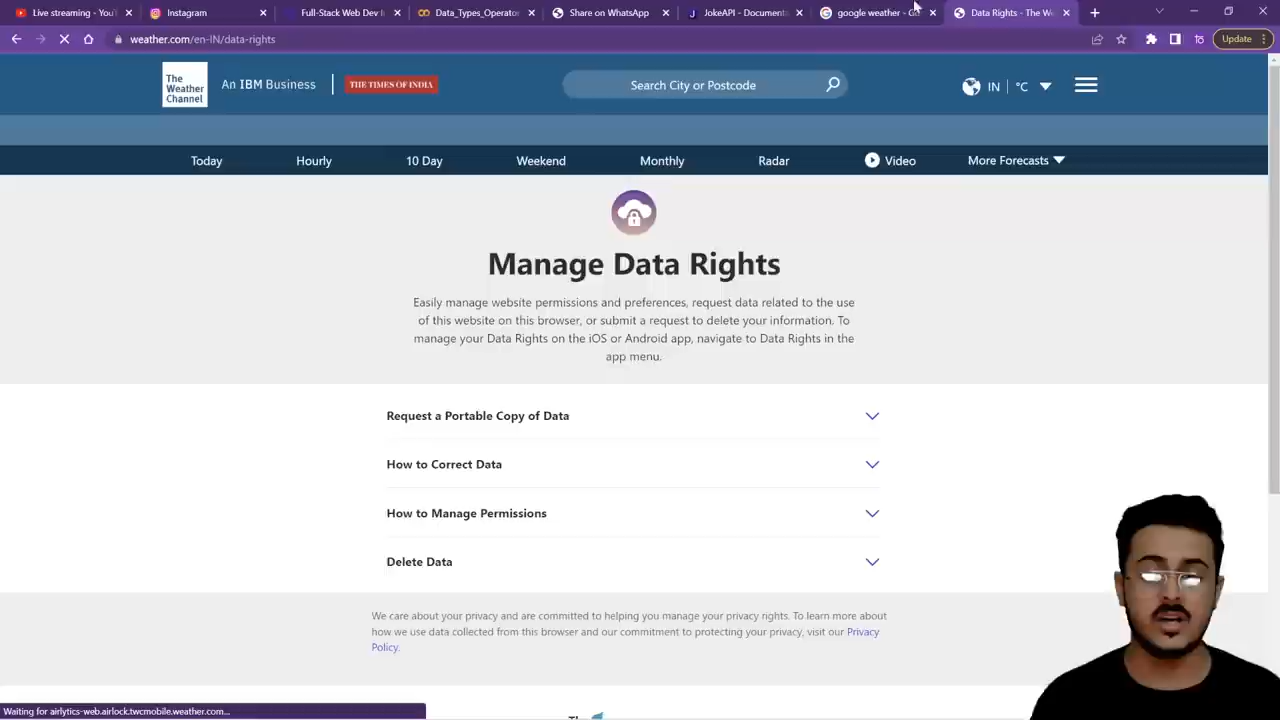 Live streaming - YouT
Instagram
Full-Stack Web Dev I
Data_Types_Operator
Share on WhatsApp
JokeAPI - Document
google weather - Go
Data Rights - The We
weather.com/en-IN/data-rights
Update
The
Weather
Channel
An IBM Business
THE TIMES OF INDIA
Search City or Postcode
IN
°C
Today
Hourly
10 Day
Weekend
Monthly
Radar
Video
More Forecasts
Manage Data Rights
Easily manage website permissions and preferences, request data related to the use
of this website on this browser, or submit a request to delete your information. To
manage your Data Rights on the iOS or Android app, navigate to Data Rights in the
app menu.
Request a Portable Copy of Data
How to Correct Data
How to Manage Permissions
Delete Data
We care about your privacy and are committed to helping you manage your privacy rights. To learn more about
how we use data collected from this browser and our commitment to protecting your privacy, visit our Privacy
Policy.
Waiting for airlytics-web.airlock.twcmobile.weather.com...